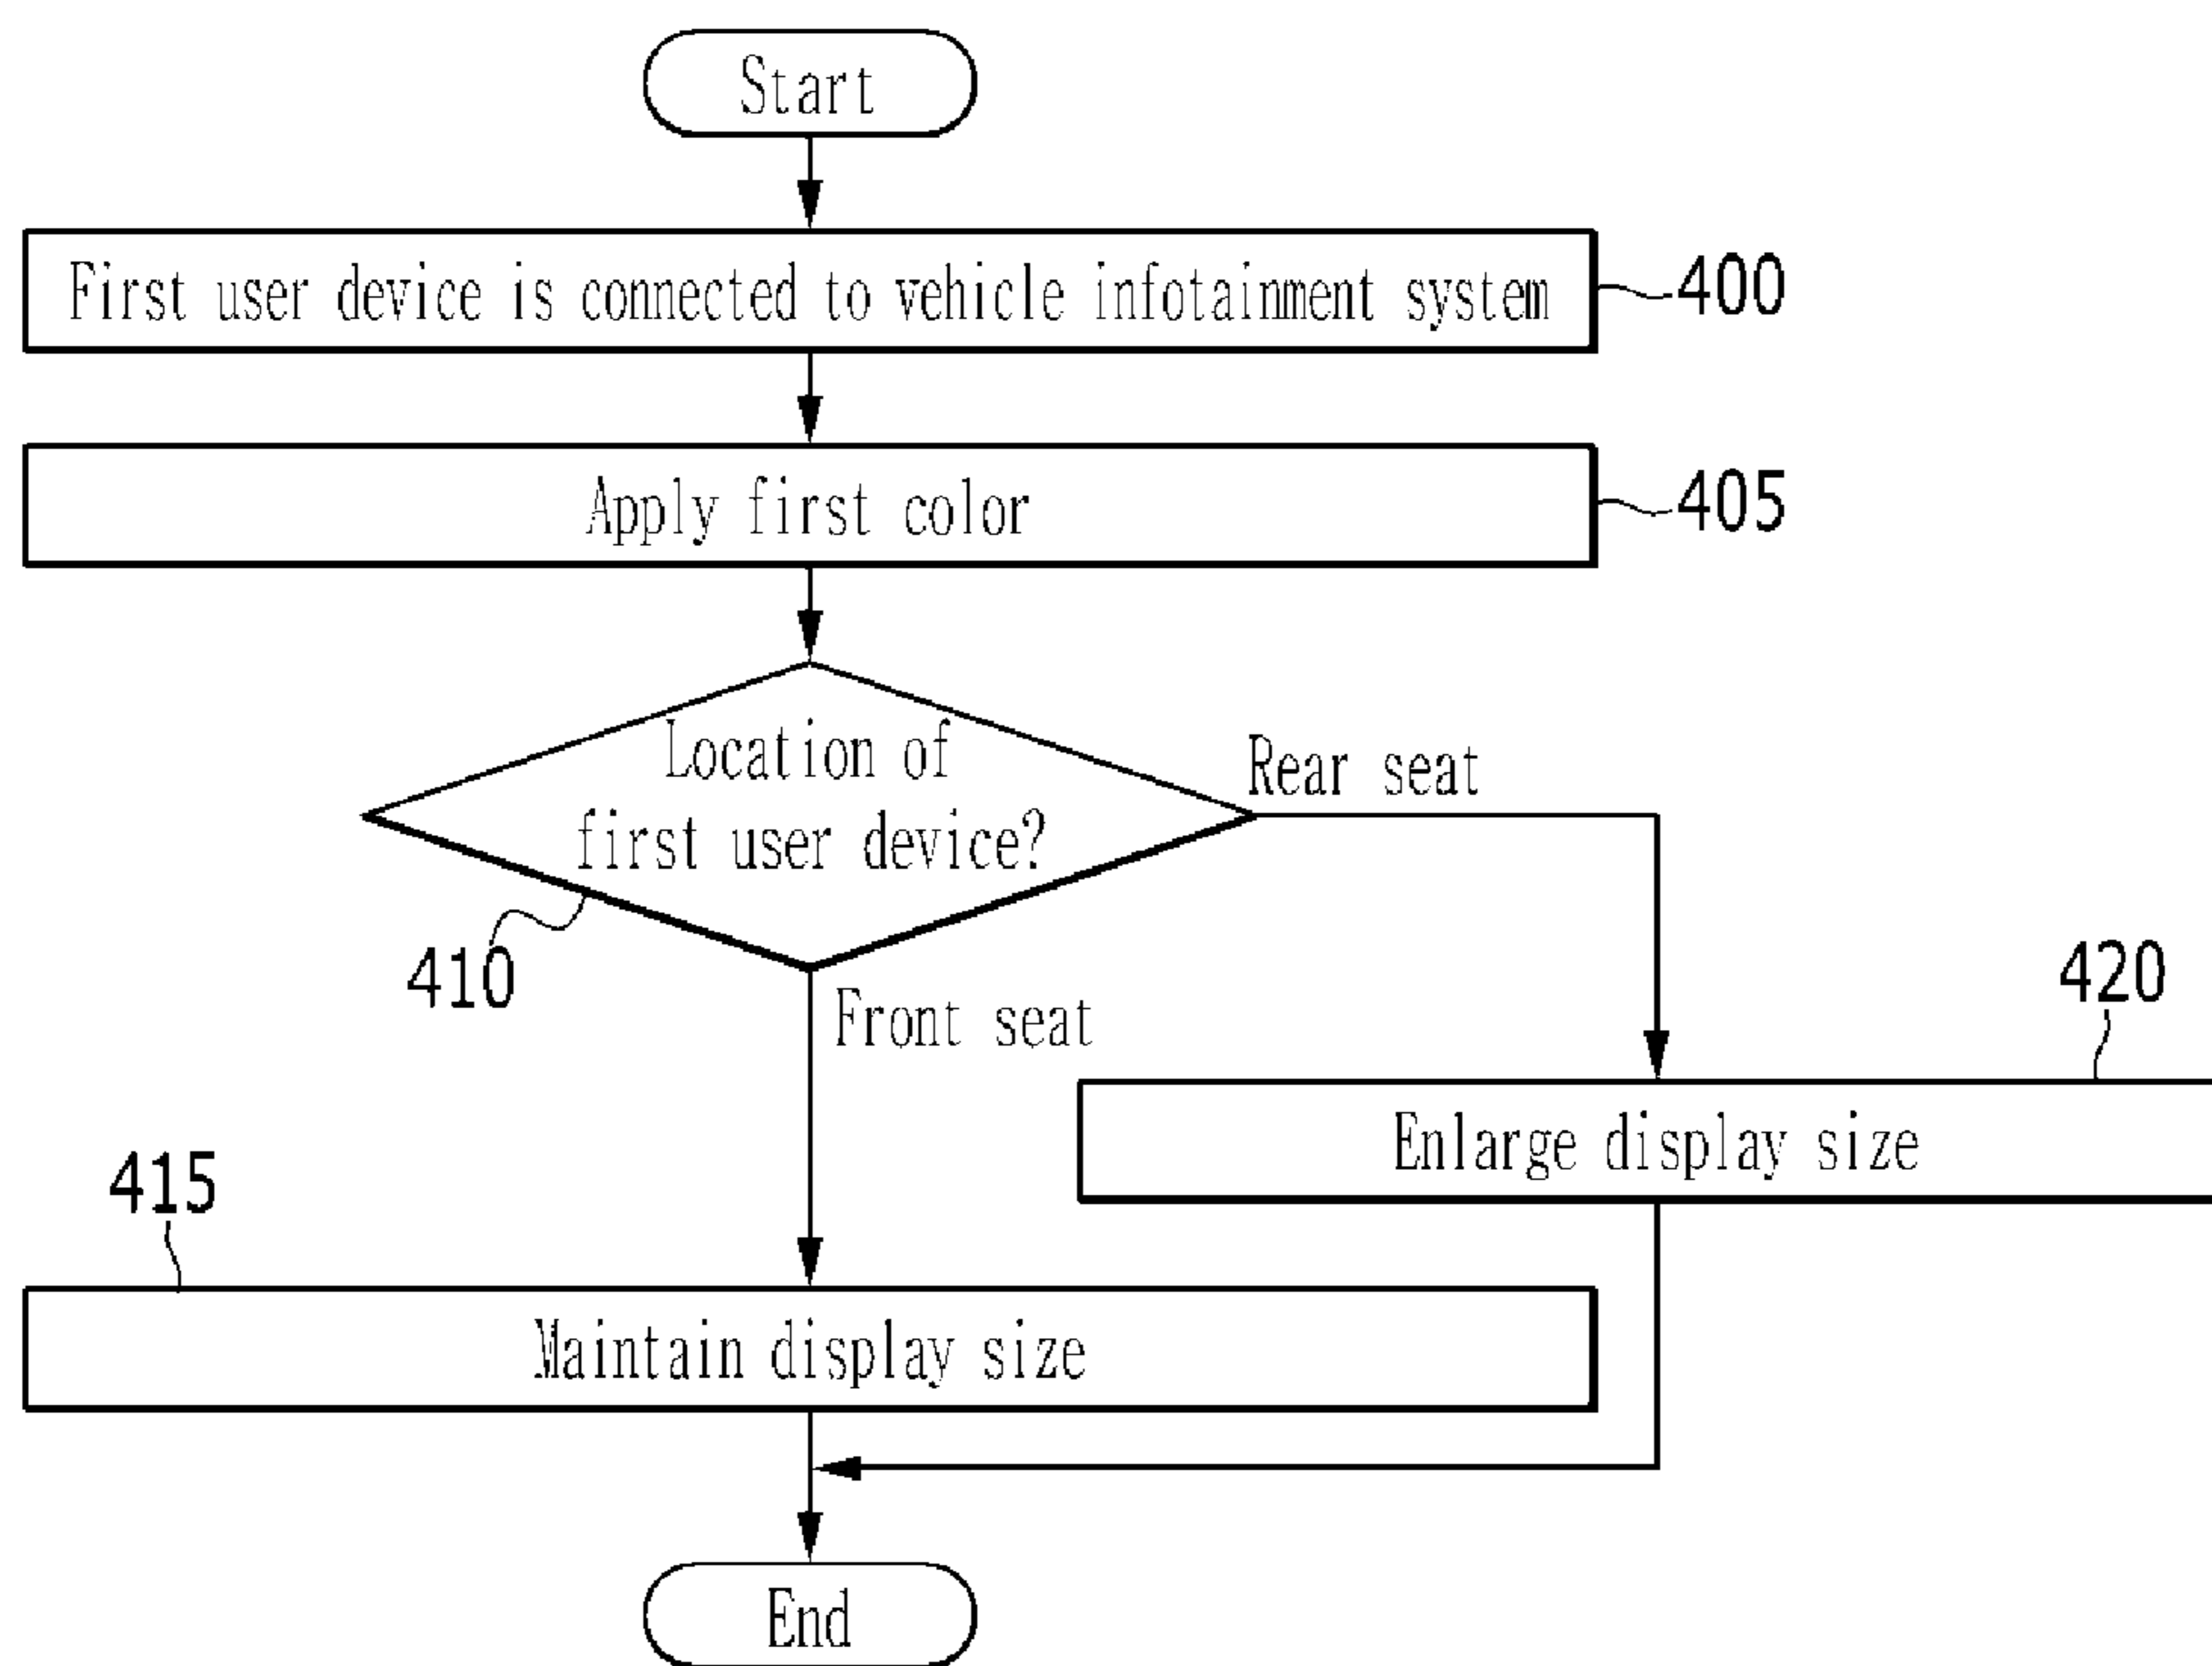 Start
First user device is connected to vehicle infotainment system
400
Apply first color
405
Location of
first user device?
Rear seat
410
Front seat
420
Enlarge display size
415
Maintain display size
End